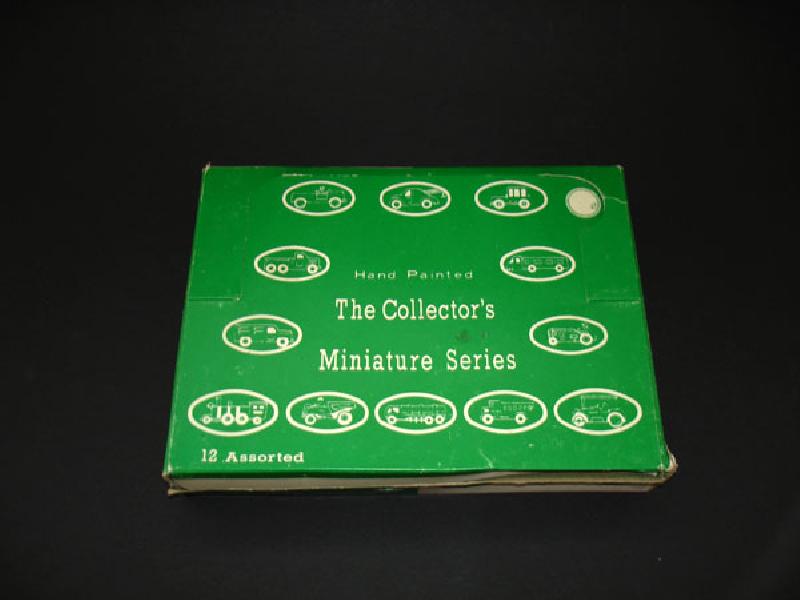 Hand Painted
The Collector's
Miniature Series
12 Assorted